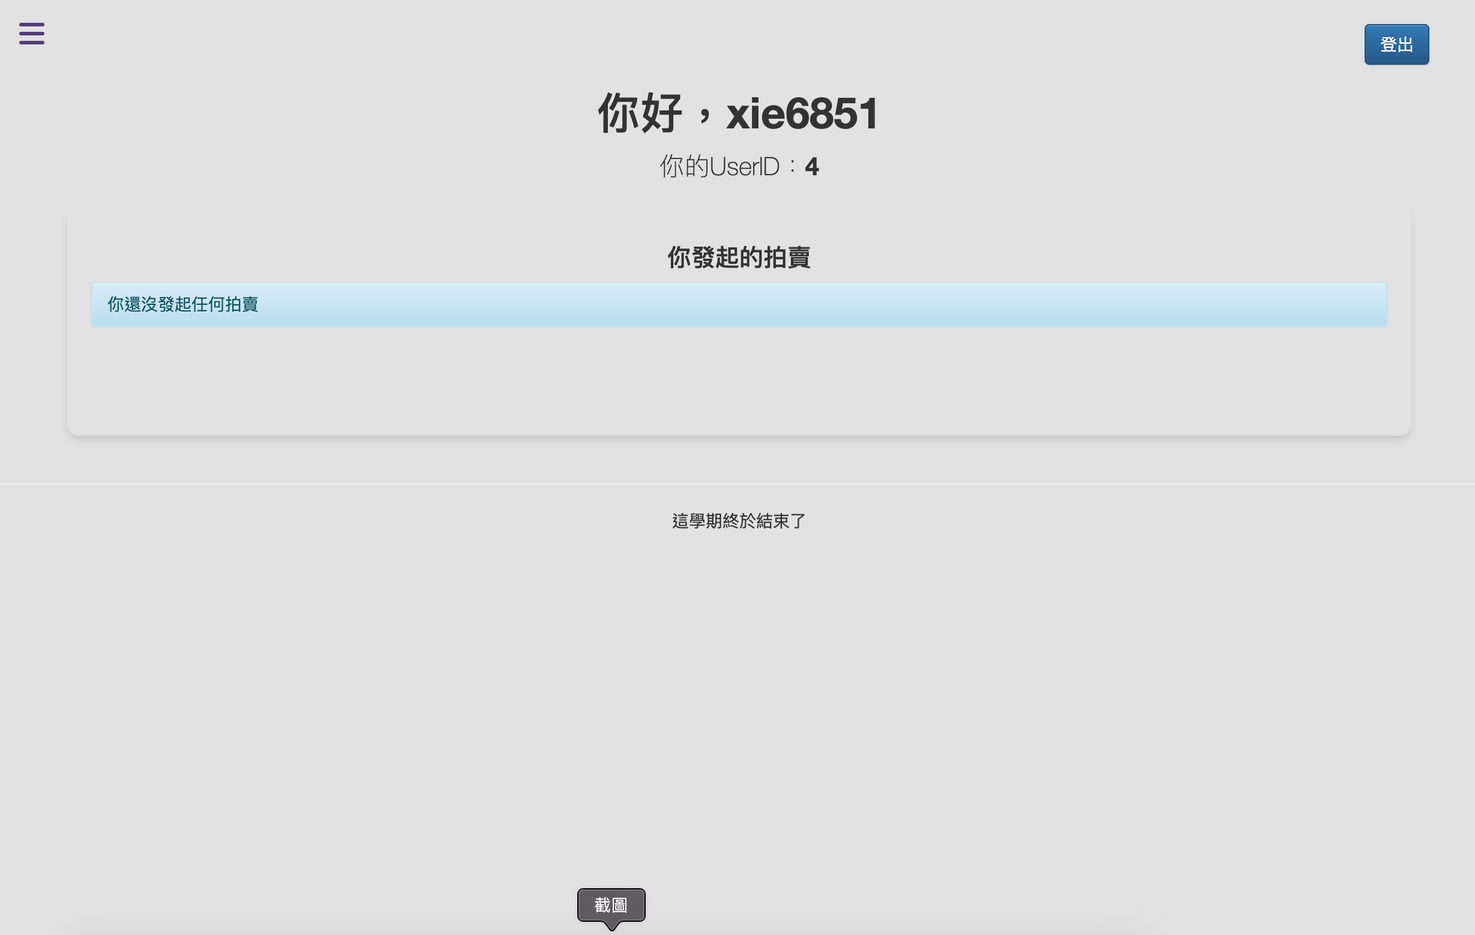 登出
你好，xie6851
你的UserID：4
你發起的拍賣
你還沒發起任何拍賣
這學期終於結束了
截圖